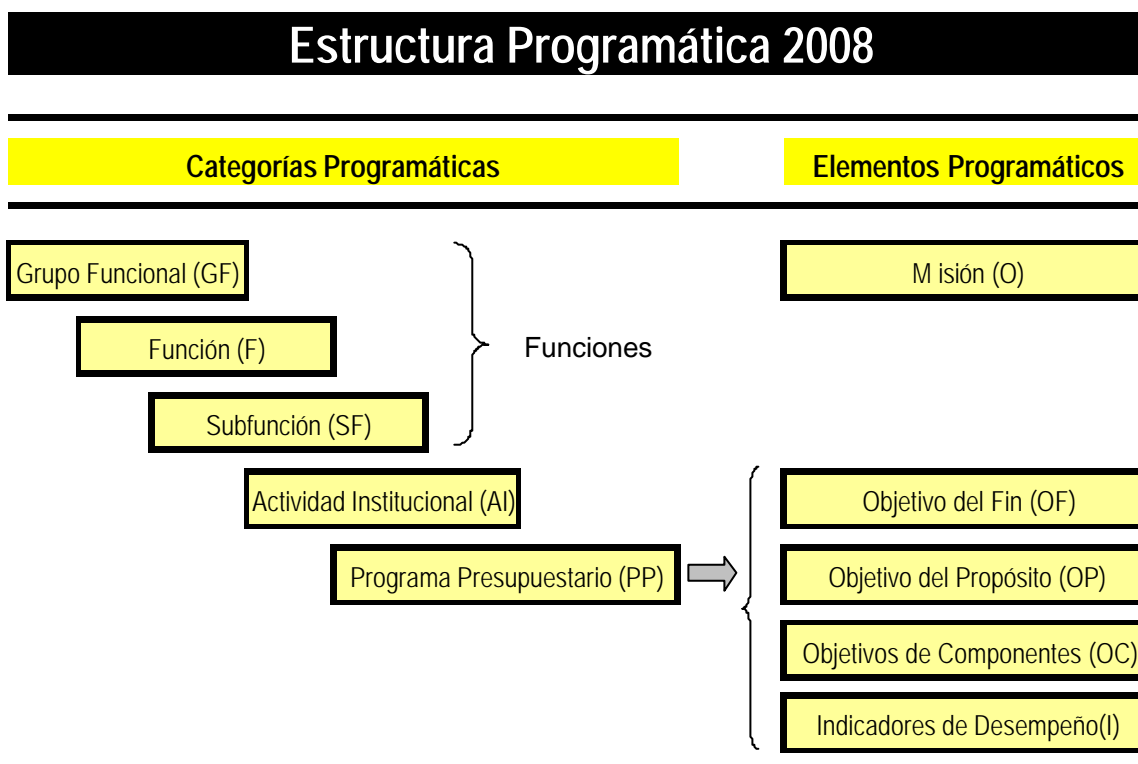 Estructura Programática 2008
Categorías Programáticas
Elementos Programáticos
Grupo Funcional (GF)
Misión (O)
Función (F)
Funciones
Subfunción (SF)
Actividad Institucional (AI)
Objetivo del Fin (OF)
Programa Presupuestario (PP)
Objetivo del Propósito (OP)
Objetivos de Componentes (OC)
Indicadores de Desempeño(I)